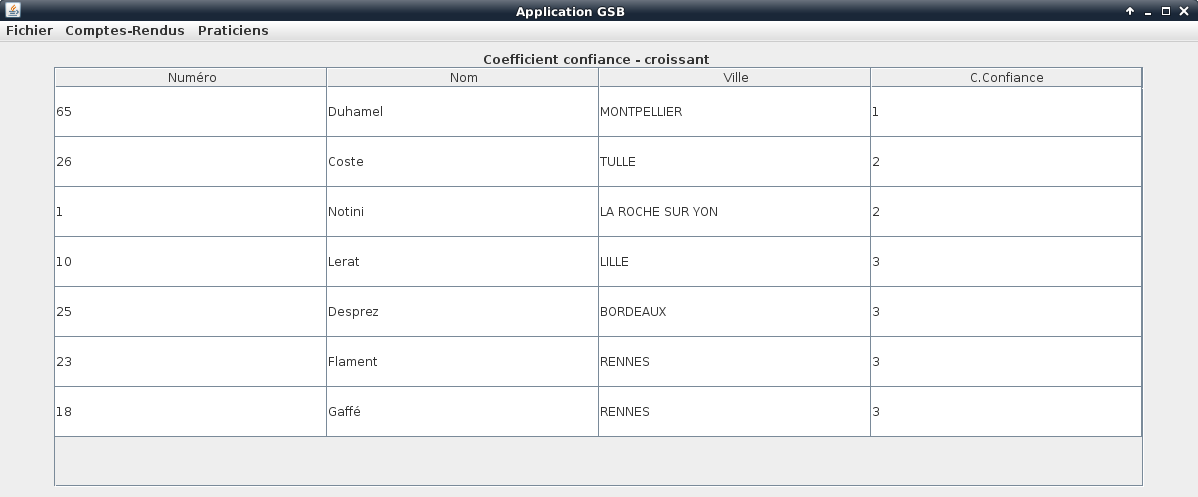 Application GSB
Fichier Comptes-Rendus Praticiens
Coefficient confiance - croissant
Numéro Nom Ville C.Confiance
65 Duhamel MONTPELLIER 1
26 Coste TULLE 2
1 Notini LA ROCHE SUR YON 2
10 Lerat LILLE 3
25 Desprez BORDEAUX 3
23 Flament RENNES 3
18 Gaffé RENNES 3